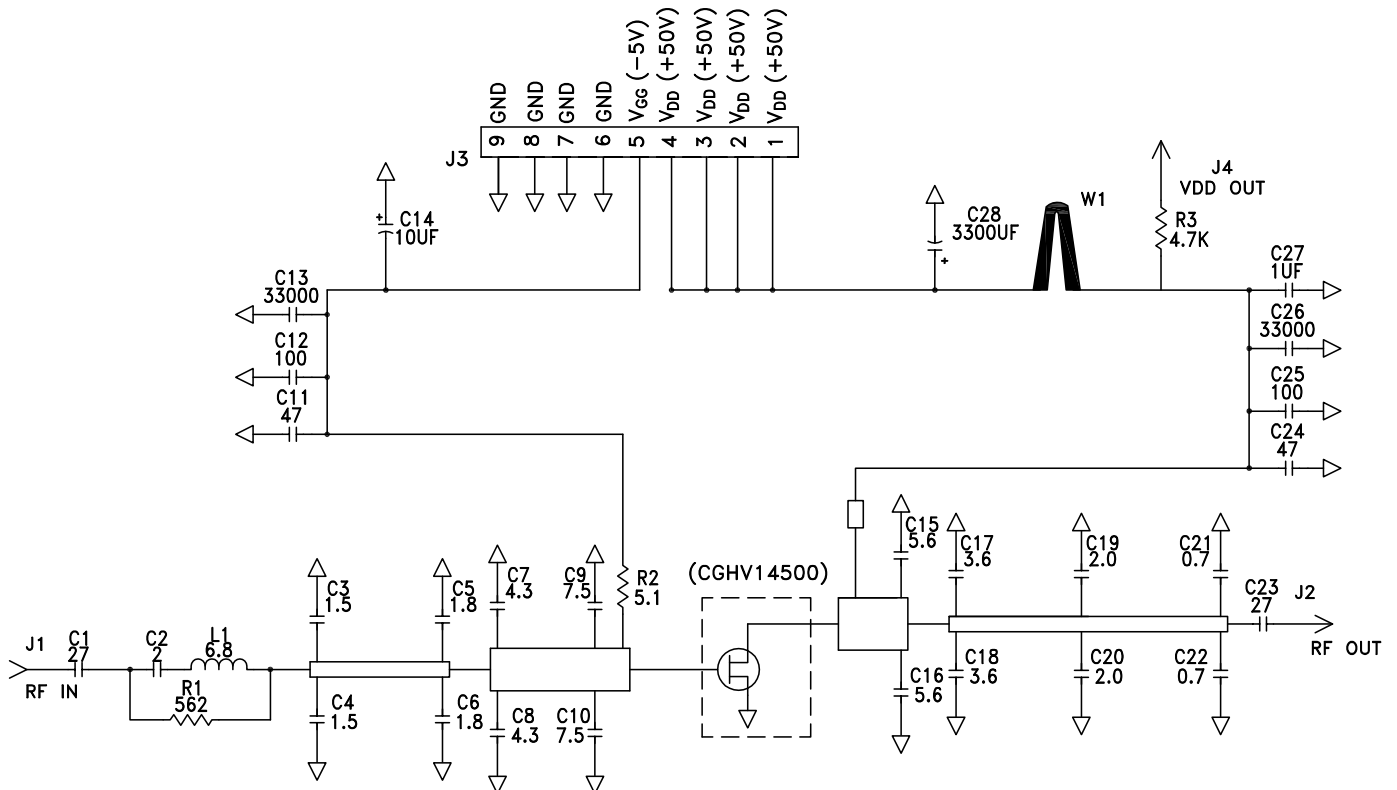 GND
GND
GND
GND
VGG (-5V)
VDD (+50V)
VDD (+50V)
VDD (+50V)
VDD (+50V)
9 8 7 6 5 4 3 2 1
J3
+
C14
10UF
C28
3300UF
+
W1
J4
VDD OUT
R3
4.7K
C13
33000
C12
100
C11
47
C27
1UF
C26
33000
C25
100
C24
47
J1
RF IN
C1
27
C2
2
L1
6.8
R1
562
C3
1.5
C4
1.5
C5
1.8
C6
1.8
C7
4.3
C8
4.3
C9
7.5
C10
7.5
R2
5.1
(CGHV14500)
C15
5.6
C16
5.6
C17
3.6
C18
3.6
C19
2.0
C20
2.0
C21
0.7
C22
0.7
C23
27
J2
RF OUT